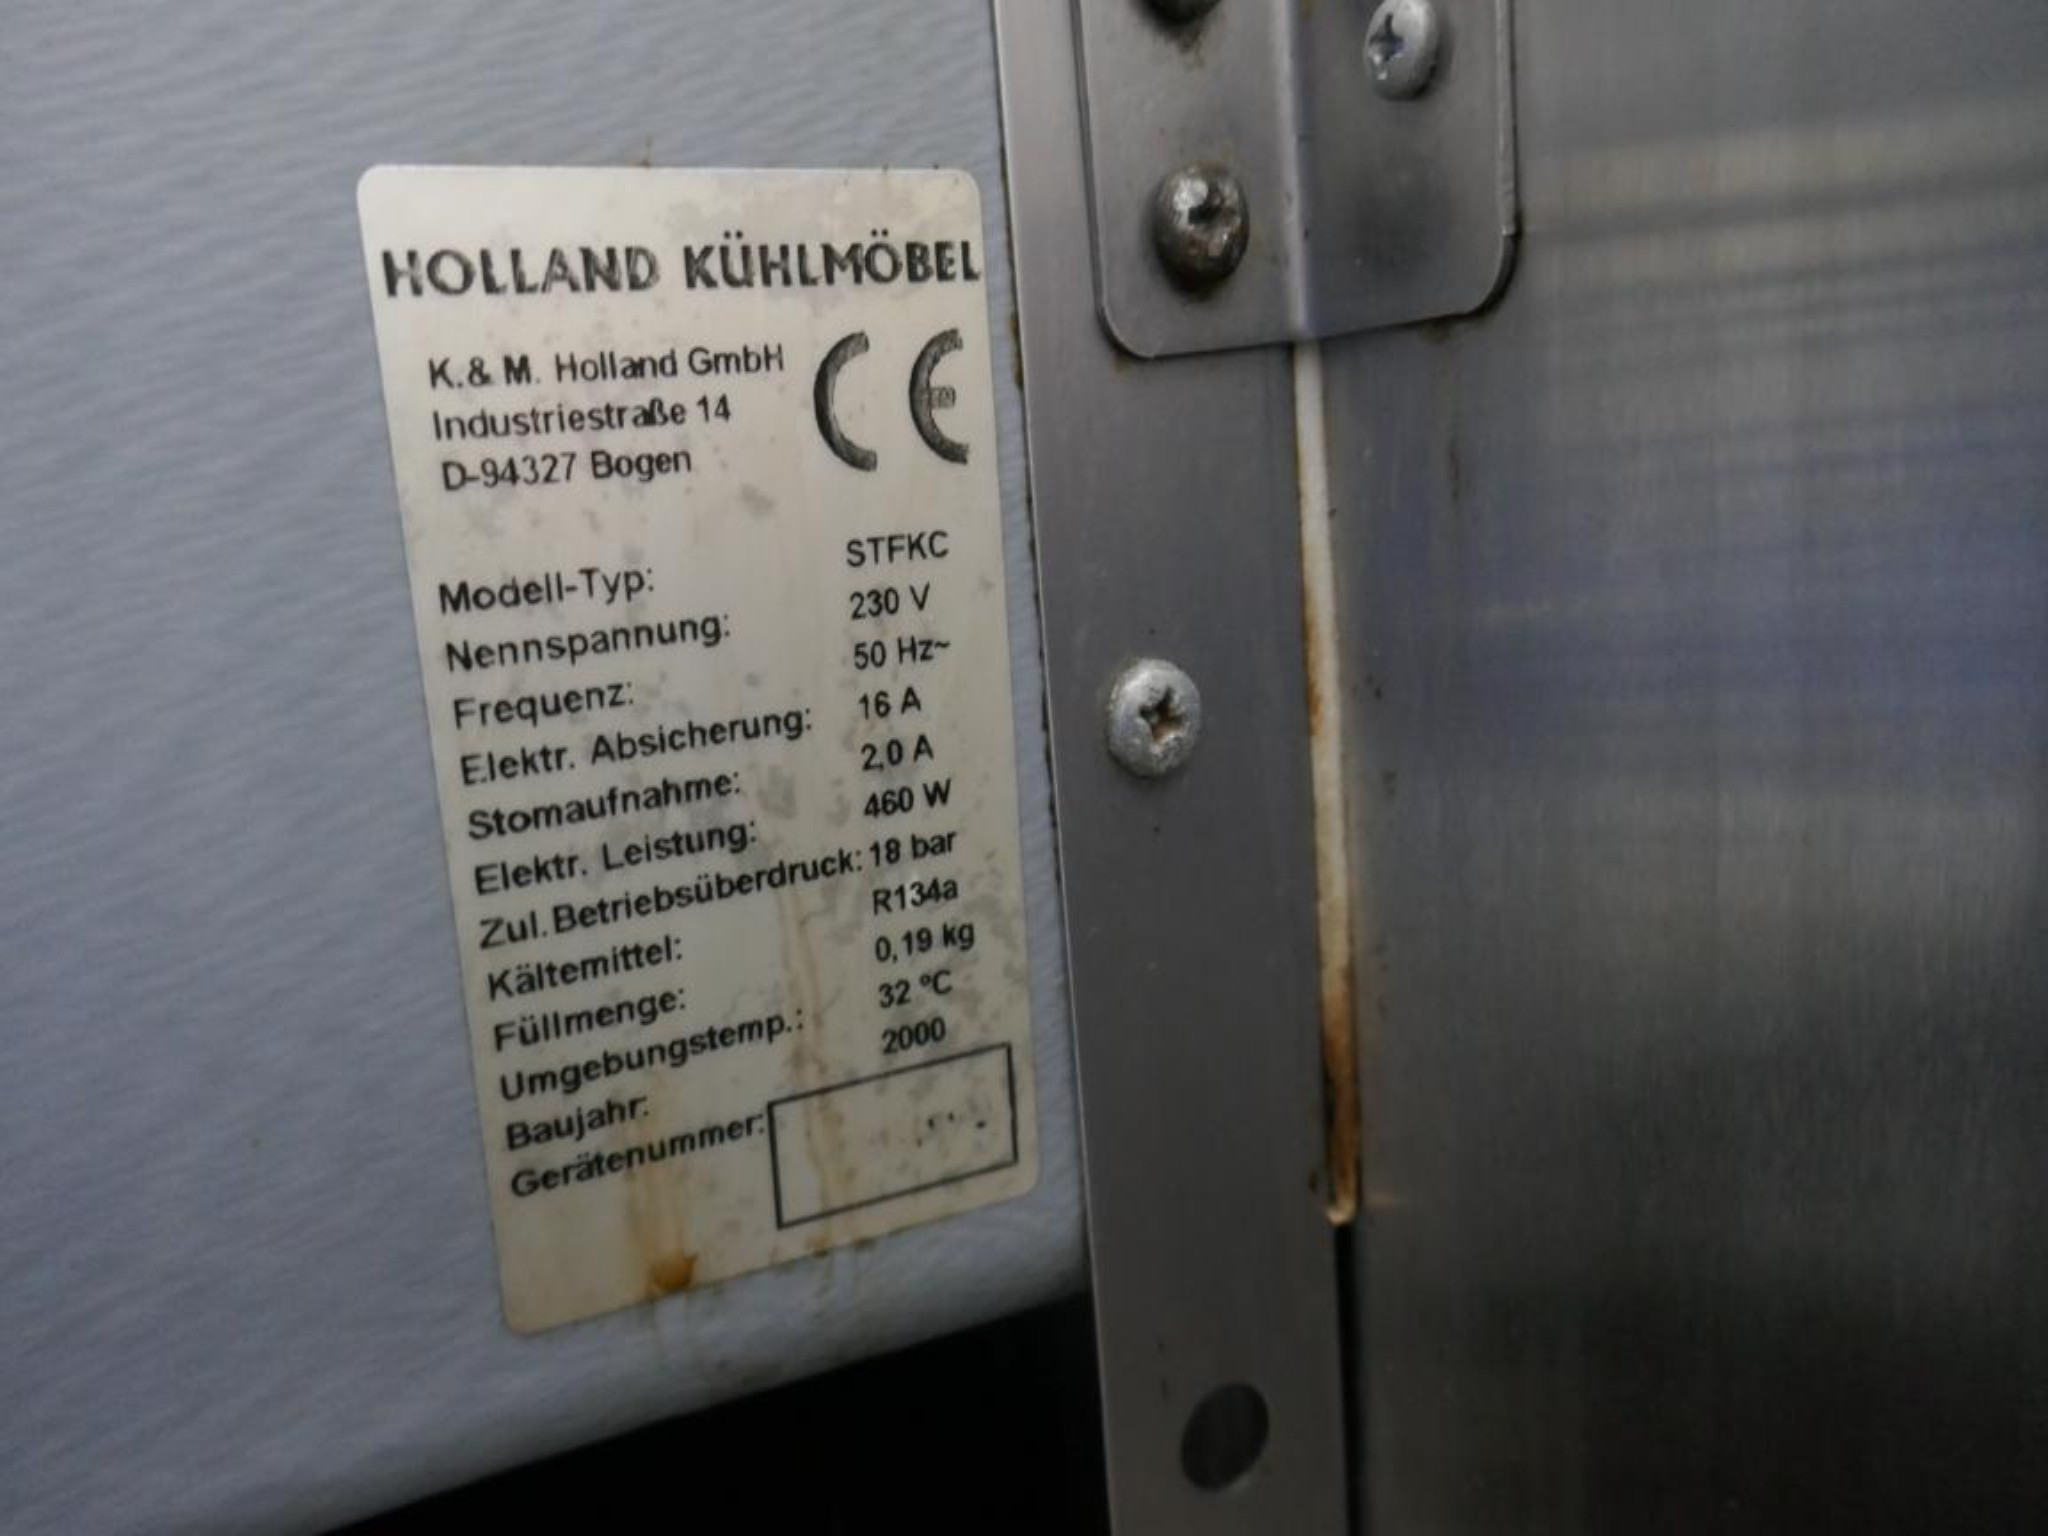 HOLLAND KÜHLMÖBEL
K.& M. Holland GmbH
Industriestraße 14
D-94327 Bogen
CE
Modell-Typ: STFKC
Nennspannung: 230 V
Frequenz: 50 Hz~
Elektr. Absicherung: 16 A
Stomaufnahme: 2,0 A
Elektr. Leistung: 460 W
Zul. Betriebsüberdruck: 18 bar
Kältemittel: R134a
Füllmenge: 0,19 kg
Umgebungstemp.: 32 °C
Baujahr: 2000
Gerätenummer: